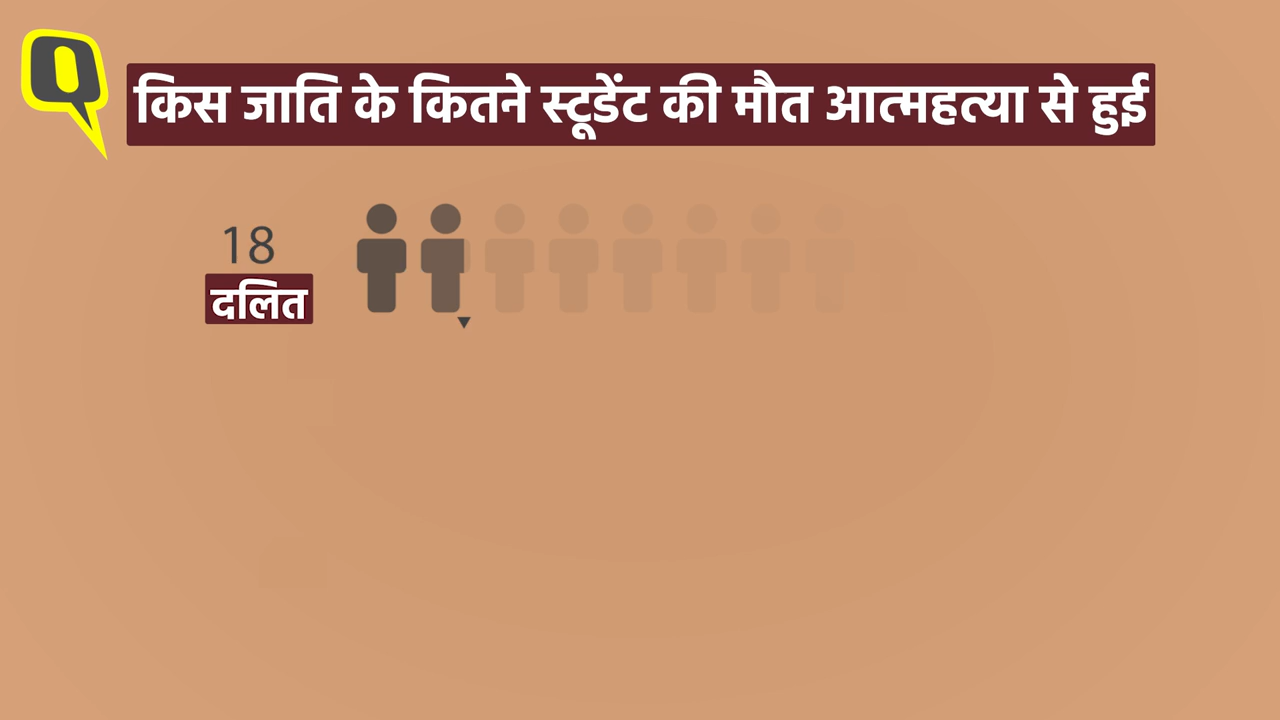 किस जाति के कितने स्टूडेंट की मौत आत्महत्या से हुई
18
दलित